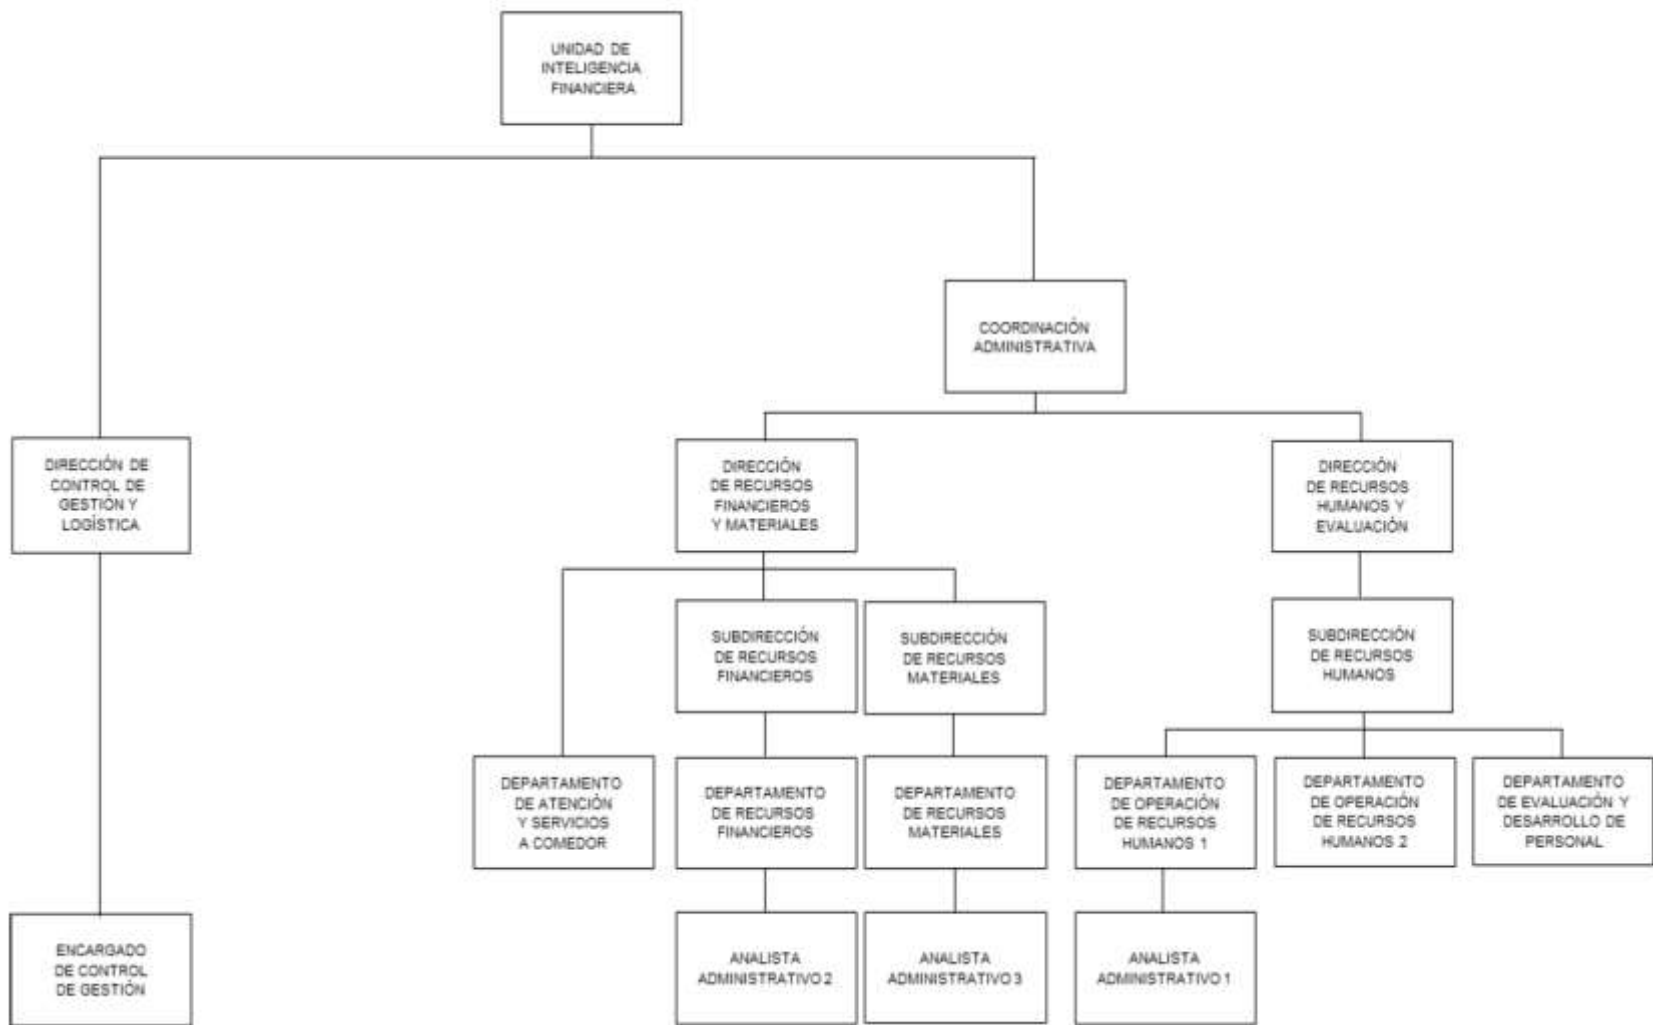 UNIDAD DE
INTELIGENCIA
FINANCIERA
COORDINACIÓN
ADMINISTRATIVA
DIRECCIÓN DE
CONTROL DE
GESTIÓN Y
LOGÍSTICA
DIRECCIÓN
DE RECURSOS
FINANCIEROS
Y MATERIALES
DIRECCIÓN
DE RECURSOS
HUMANOS Y
EVALUACIÓN
SUBDIRECCIÓN
DE RECURSOS
FINANCIEROS
SUBDIRECCIÓN
DE RECURSOS
MATERIALES
SUBDIRECCIÓN
DE RECURSOS
HUMANOS
DEPARTAMENTO
DE ATENCIÓN
Y SERVICIOS
A COMEDOR
DEPARTAMENTO
DE RECURSOS
FINANCIEROS
DEPARTAMENTO
DE RECURSOS
MATERIALES
DEPARTAMENTO
DE OPERACIÓN
DE RECURSOS
HUMANOS 1
DEPARTAMENTO
DE OPERACIÓN
DE RECURSOS
HUMANOS 2
DEPARTAMENTO
DE EVALUACIÓN Y
DESARROLLO DE
PERSONAL
ENCARGADO
DE CONTROL
DE GESTIÓN
ANALISTA
ADMINISTRATIVO 2
ANALISTA
ADMINISTRATIVO 3
ANALISTA
ADMINISTRATIVO 1